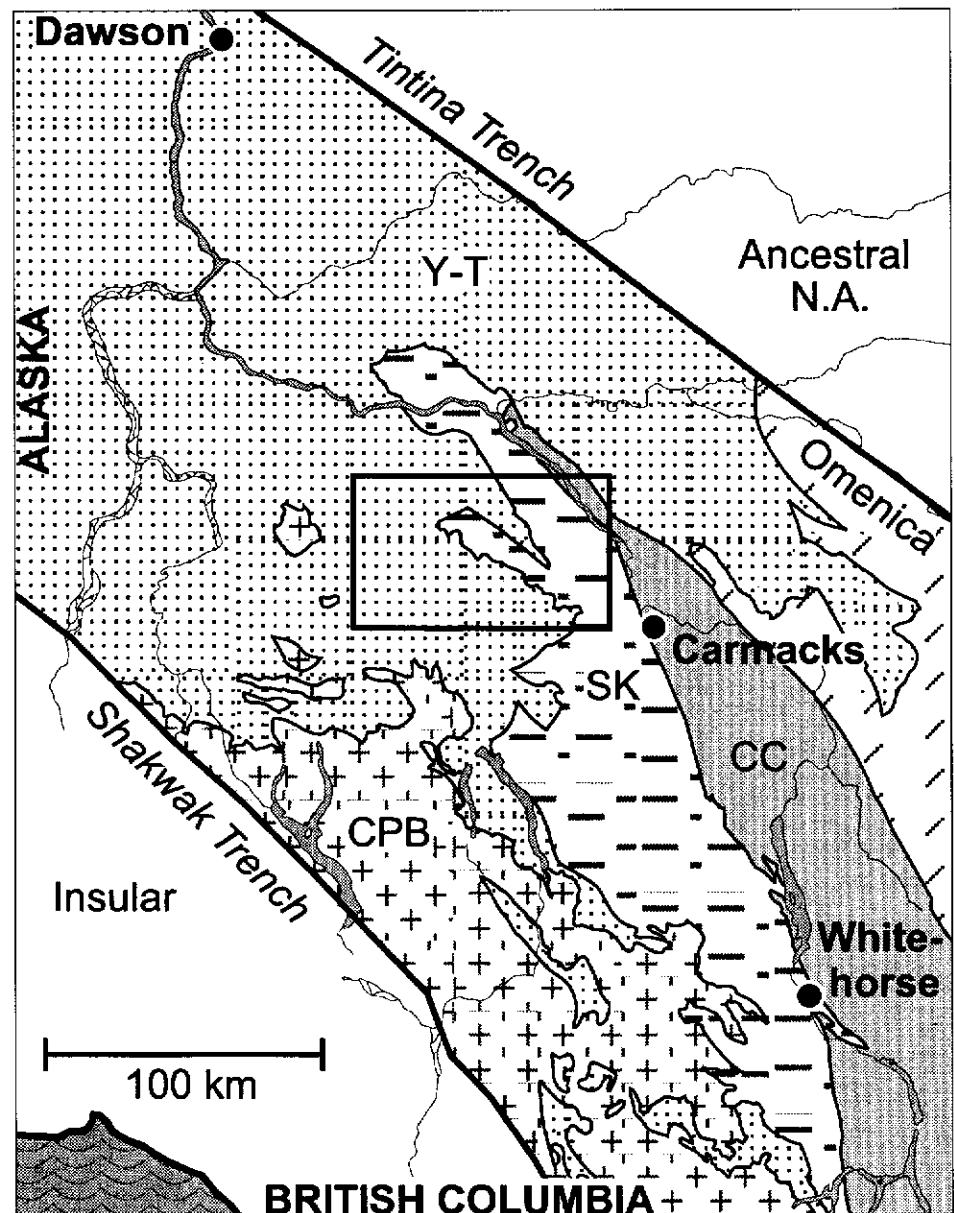 Dawson
Tintina Trench
Ancestral
N.A.
Y-T
ALASKA
Omenica
Carmacks
SK
CC
Shakwak Trench
CPB
Insular
White-
horse
100 km
BRITISH COLUMBIA